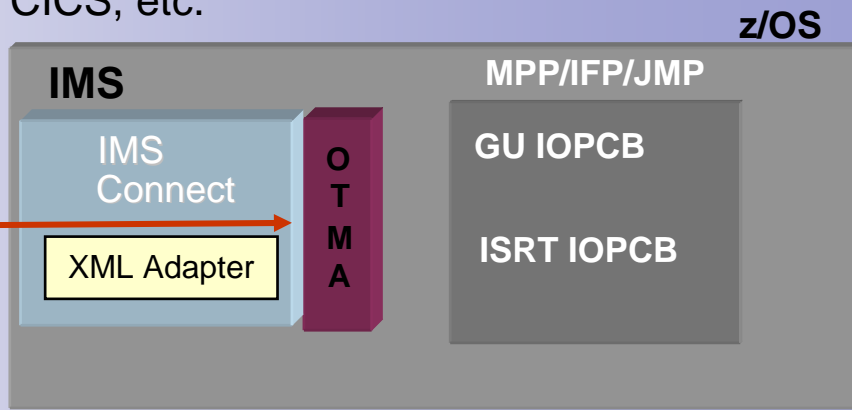 CICS, etc.
z/OS
IMS
MPP/IFP/JMP
IMS
Connect
XML Adapter
O
T
M
A
GU IOPCB
ISRT IOPCB